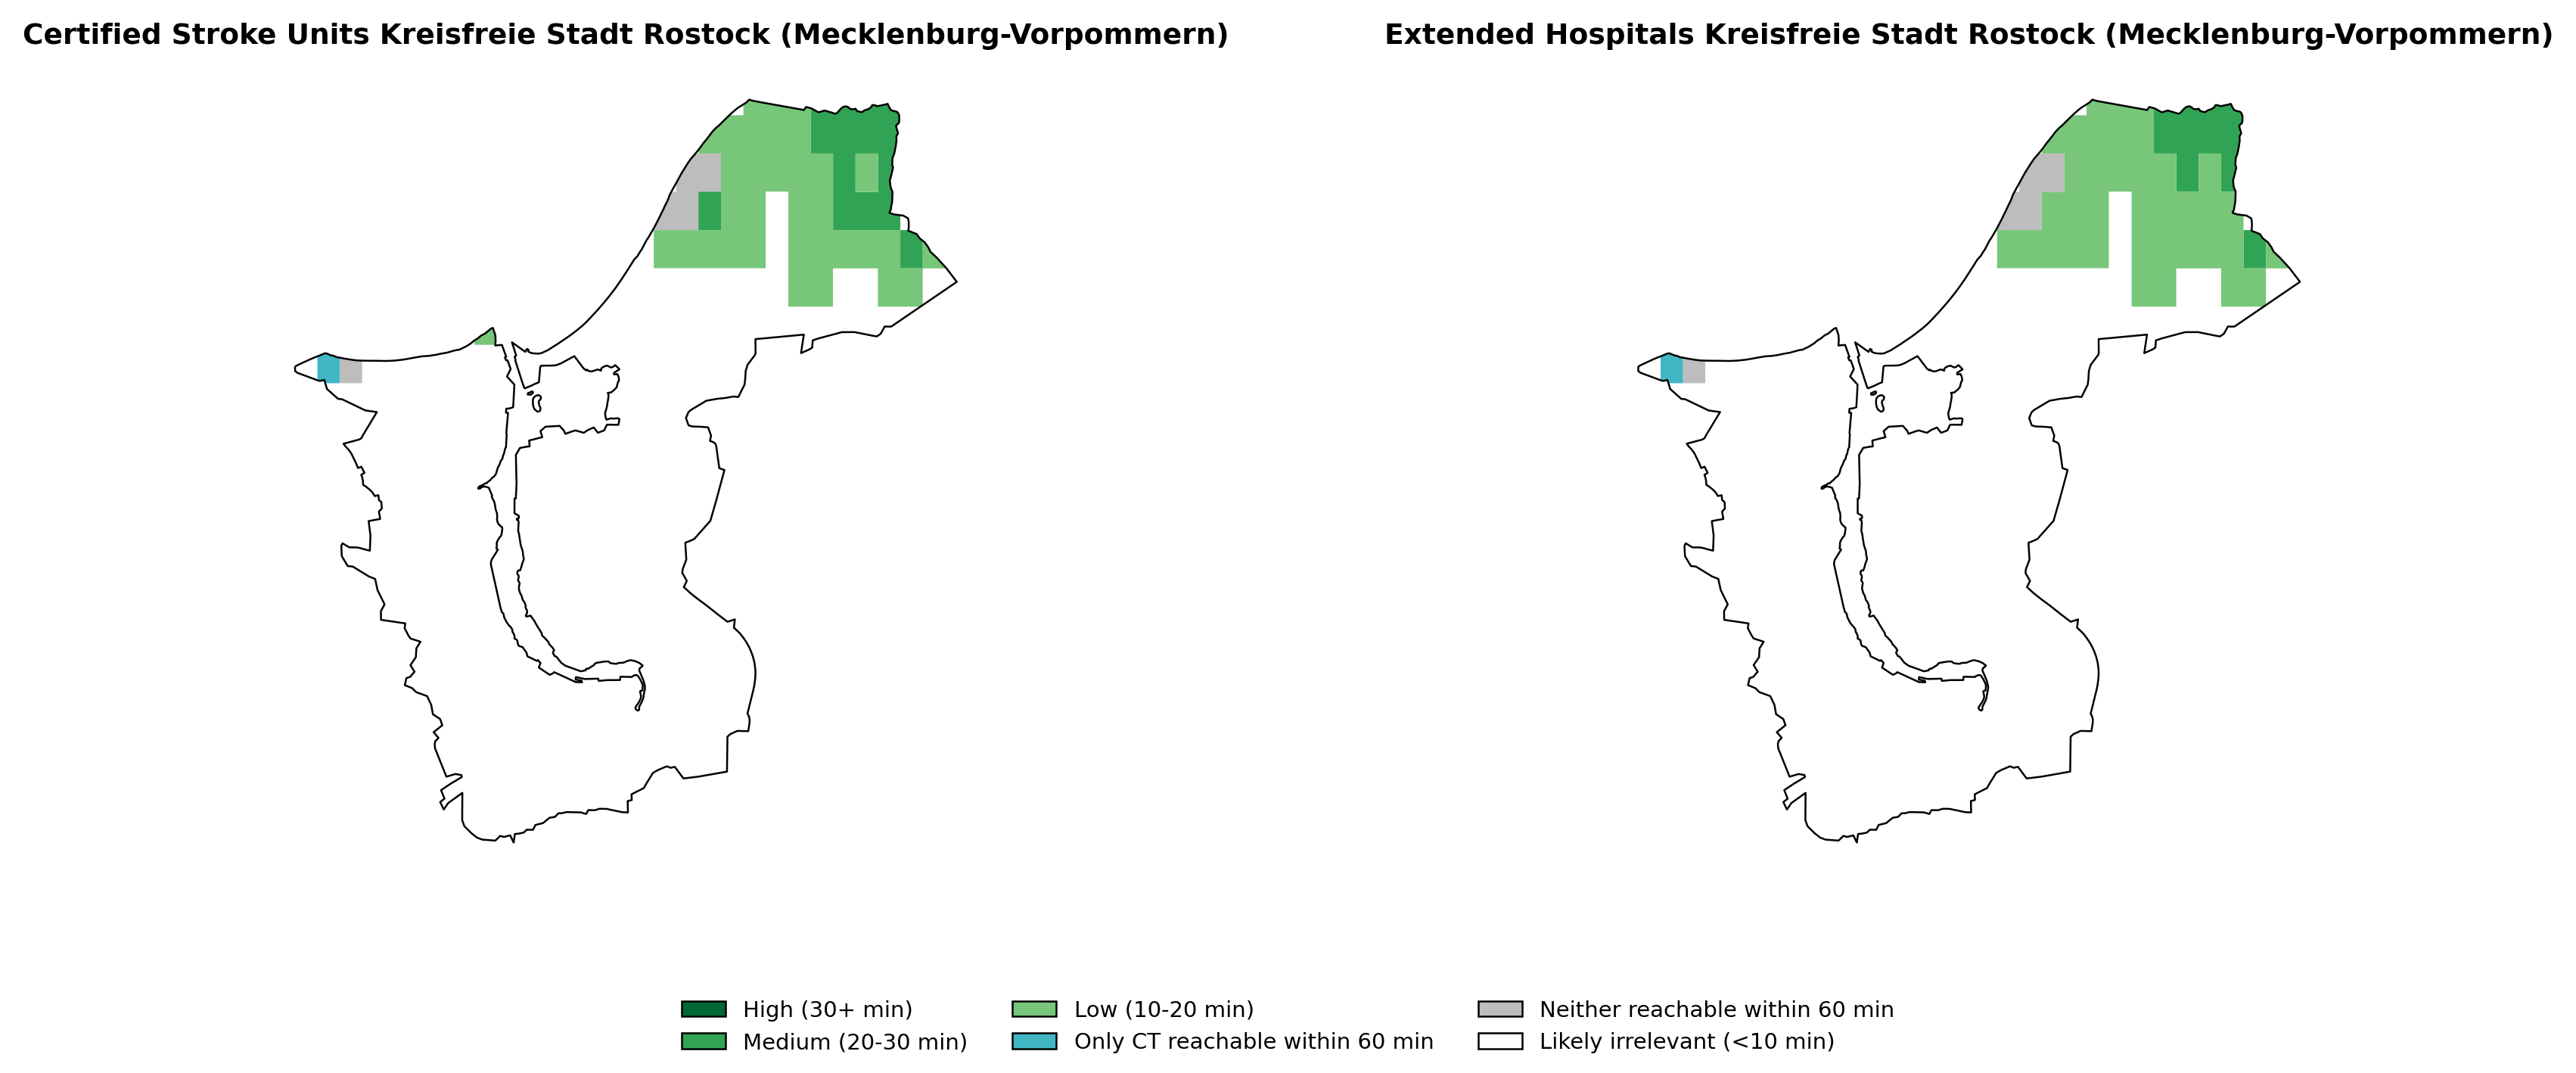 Certified Stroke Units Kreisfreie Stadt Rostock (Mecklenburg-Vorpommern)
Extended Hospitals Kreisfreie Stadt Rostock (Mecklenburg-Vorpommern)
High (30+ min)
Medium (20-30 min)
Low (10-20 min)
Only CT reachable within 60 min
Neither reachable within 60 min
Likely irrelevant (<10 min)